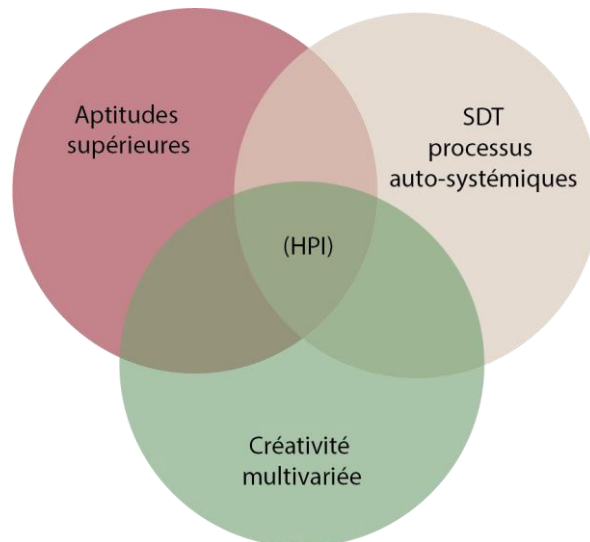 Aptitudes
supérieures
SDT
processus
auto-systémiques
(HPI)
Créativité
multivariée